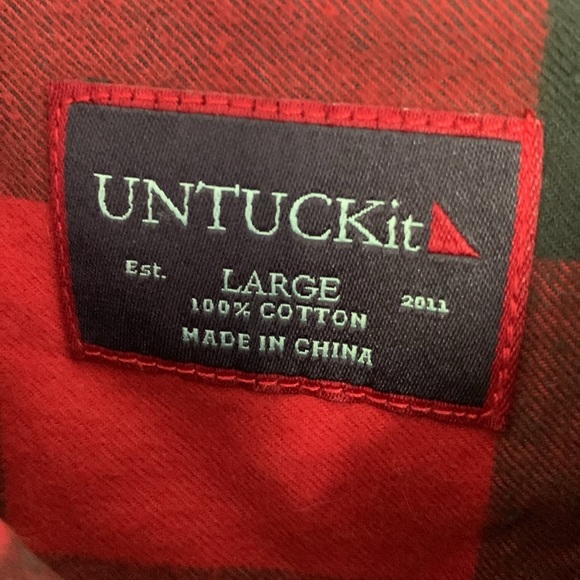 UNTUCKit
Est. LARGE 2011
100% COTTON
MADE IN CHINA